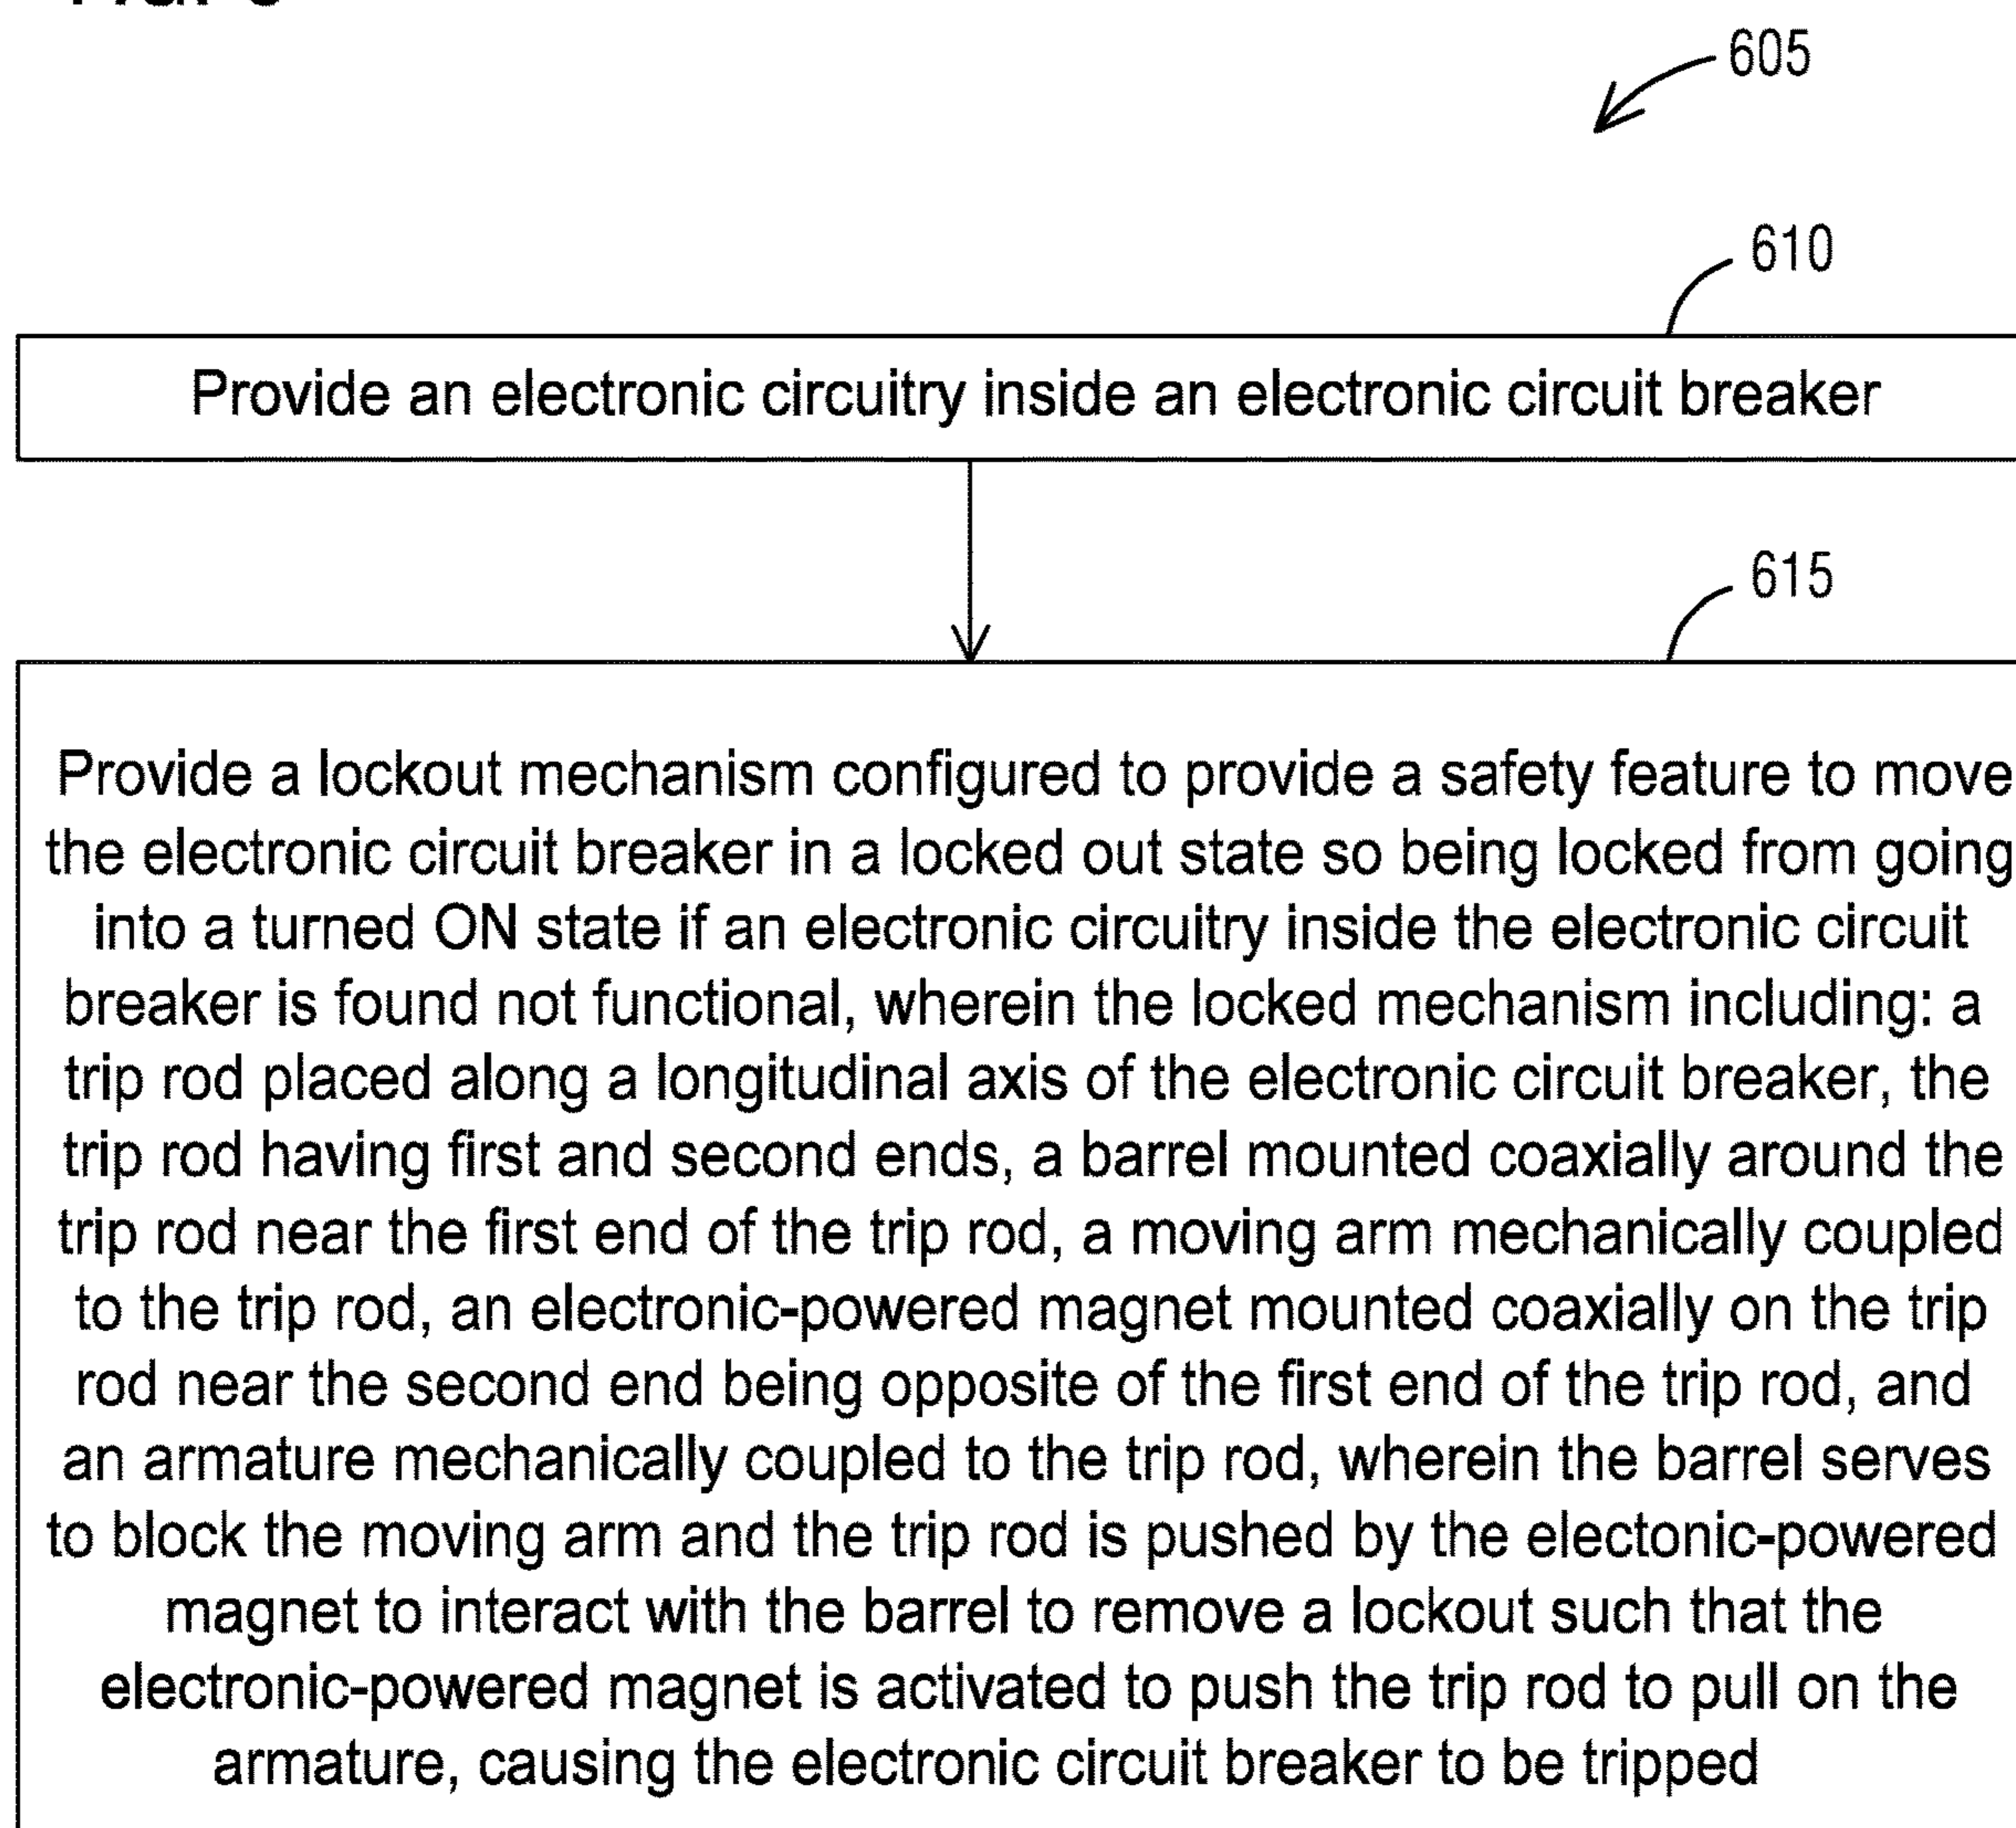 605
610
Provide an electronic circuitry inside an electronic circuit breaker
615
Provide a lockout mechanism configured to provide a safety feature to move
the electronic circuit breaker in a locked out state so being locked from going
into a turned ON state if an electronic circuitry inside the electronic circuit
breaker is found not functional, wherein the locked mechanism including: a
trip rod placed along a longitudinal axis of the electronic circuit breaker, the
trip rod having first and second ends, a barrel mounted coaxially around the
trip rod near the first end of the trip rod, a moving arm mechanically coupled
to the trip rod, an electronic-powered magnet mounted coaxially on the trip
rod near the second end being opposite of the first end of the trip rod, and
an armature mechanically coupled to the trip rod, wherein the barrel serves
to block the moving arm and the trip rod is pushed by the electonic-powered
magnet to interact with the barrel to remove a lockout such that the
electronic-powered magnet is activated to push the trip rod to pull on the
armature, causing the electronic circuit breaker to be tripped